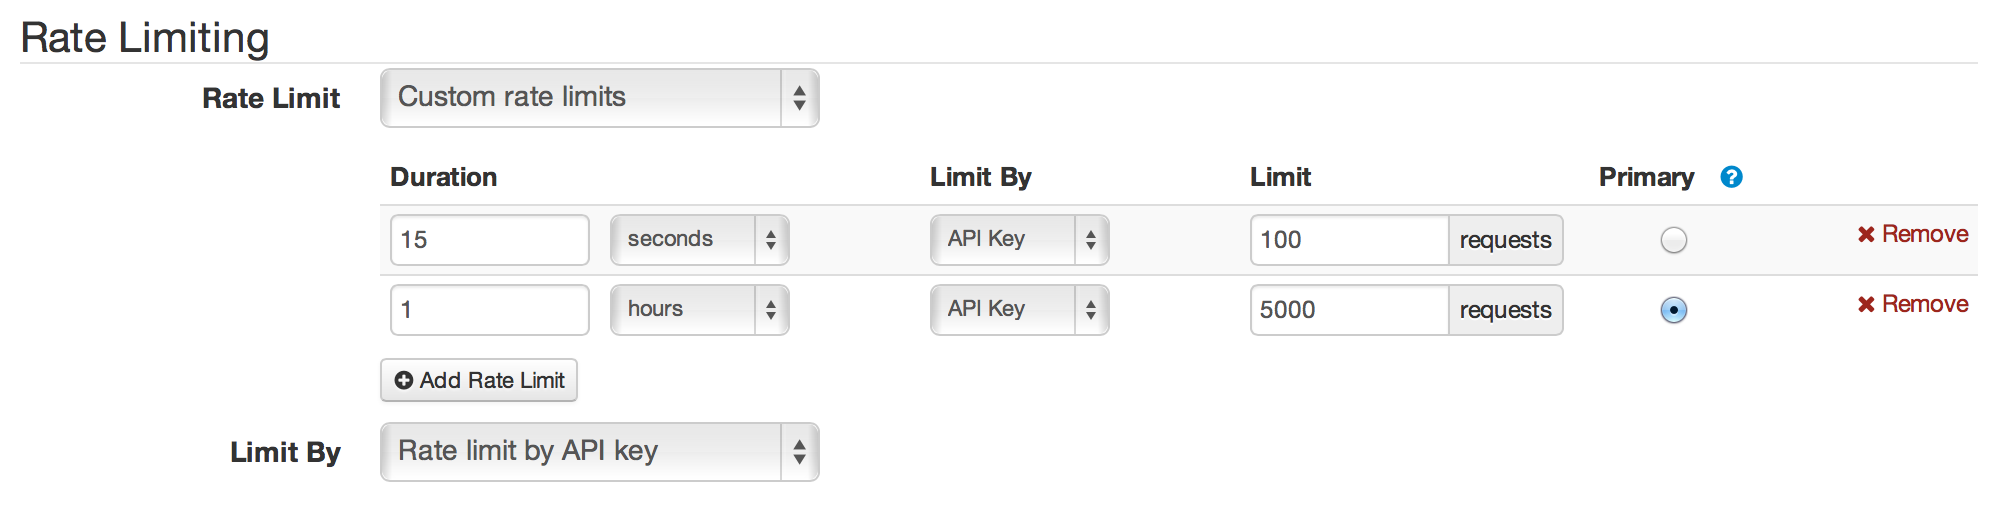 Rate Limiting
Rate Limit Custom rate limits
Duration Limit By Limit Primary ?
15 seconds API Key 100 requests Remove
1 hours API Key 5000 requests Remove
Add Rate Limit
Limit By Rate limit by API key